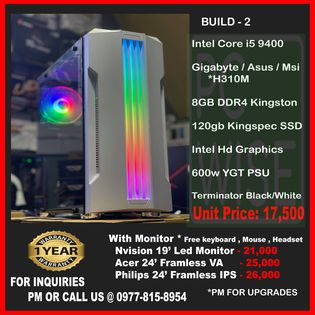 BUILD - 2
Intel Core i5 9400
Gigabyte / Asus / Msi
*H310M
8GB DDR4 Kingston
120gb Kingspec SSD
Intel Hd Graphics
600w YGT PSU
Terminator Black/White
Unit Price: 17,500
WARRANTY
1 YEAR
WARRANTY
With Monitor * Free keyboard , Mouse , Headset
Nvision 19' Led Monitor - 21,000
Acer 24' Framless VA - 25,000
Philips 24' Framless IPS - 26,000
FOR INQUIRIES
*PM FOR UPGRADES
PM OR CALL US @ 0977-815-8954